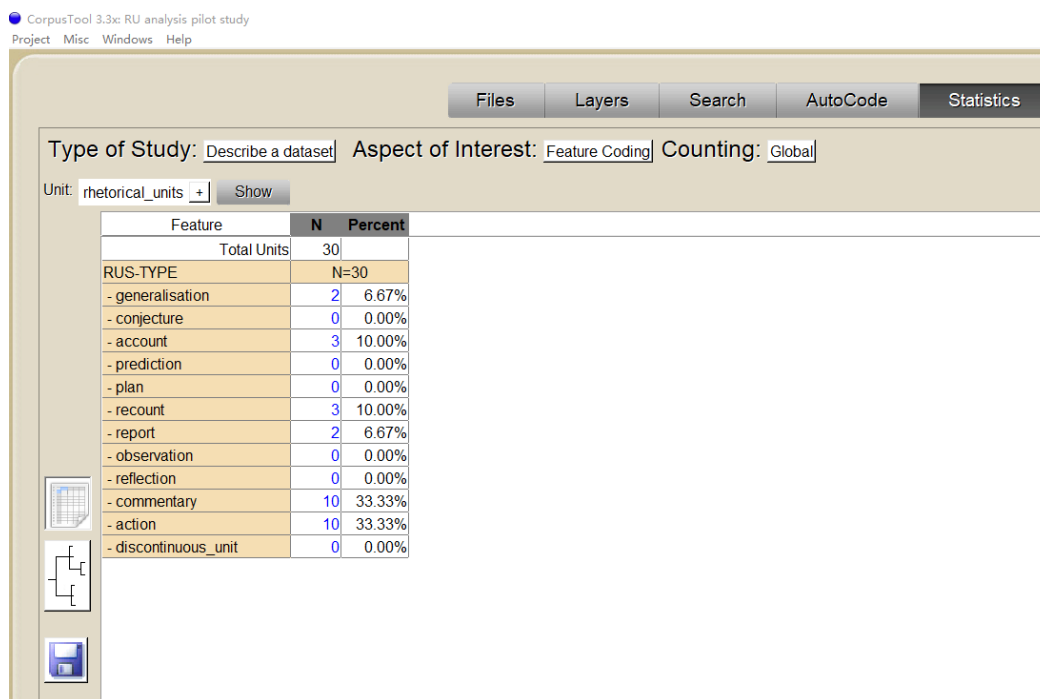 CorpusTool 3.3x: RU analysis pilot study
Project Misc Windows Help
Files Layers Search AutoCode Statistics
Type of Study: Describe a dataset Aspect of Interest: Feature Coding Counting: Global
Unit: rhetorical_units + Show
Feature N Percent
Total Units 30
RUS-TYPE N=30
- generalisation 2 6.67%
- conjecture 0 0.00%
- account 3 10.00%
- prediction 0 0.00%
- plan 0 0.00%
- recount 3 10.00%
- report 2 6.67%
- observation 0 0.00%
- reflection 0 0.00%
- commentary 10 33.33%
- action 10 33.33%
- discontinuous_unit 0 0.00%